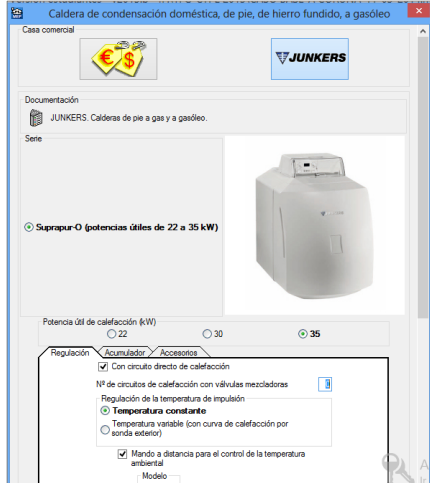 Caldera de condensación doméstica, de pie, de hierro fundido, a gasóleo
Casa comercial
€ $
JUNKERS
Documentación
JUNKERS. Calderas de pie a gas y a gasóleo.
Serie
Suprapur-O (potencias útiles de 22 a 35 kW)
Potencia útil de calefacción (kW)
22 30 35
Regulación Acumulador Accesorios
Con circuito directo de calefacción
Nº de circuitos de calefacción con válvulas mezcladoras
Regulación de la temperatura de impulsión
Temperatura constante
Temperatura variable (con curva de calefacción por
sonda exterior)
Mando a distancia para el control de la temperatura
ambiental
Modelo